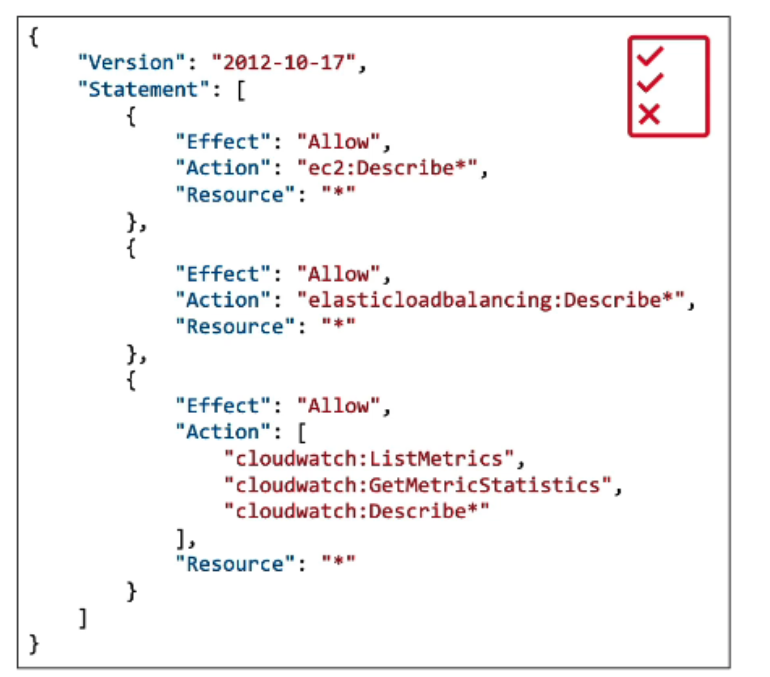 {
    "Version": "2012-10-17",
    "Statement": [
        {
            "Effect": "Allow",
            "Action": "ec2:Describe*",
            "Resource": "*"
        },
        {
            "Effect": "Allow",
            "Action": "elasticloadbalancing:Describe*",
            "Resource": "*"
        },
        {
            "Effect": "Allow",
            "Action": [
                "cloudwatch:ListMetrics",
                "cloudwatch:GetMetricStatistics",
                "cloudwatch:Describe*"
            ],
            "Resource": "*"
        }
    ]
}